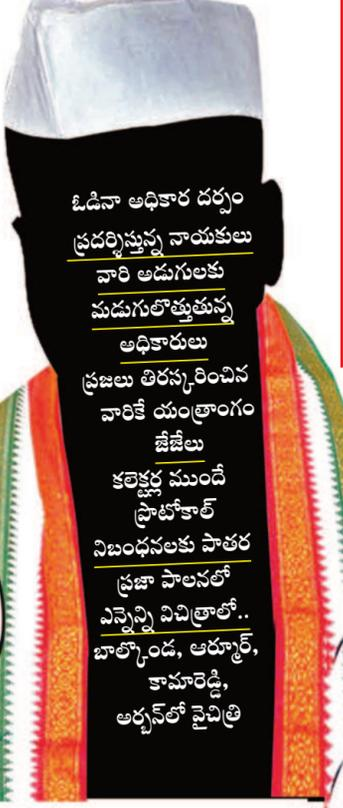 ఓడినా అధికార దర్పం
ప్రదర్శిస్తున్న నాయకులు
వారి అడుగులకు
మడుగులొత్తుతున్న
అధికారులు
ప్రజలు తిరస్కరించిన
వారికే యంత్రాంగం
జేజేలు
కలెక్టర్ల ముందే
ప్రొటోకాల్
నిబంధనలకు పాతర
ప్రజా పాలనలో
ఎన్నెన్ని విచిత్రాలో..
బాల్కొండ, ఆర్మూర్,
కామారెడ్డి,
అర్బన్‌లో వైచిత్రి